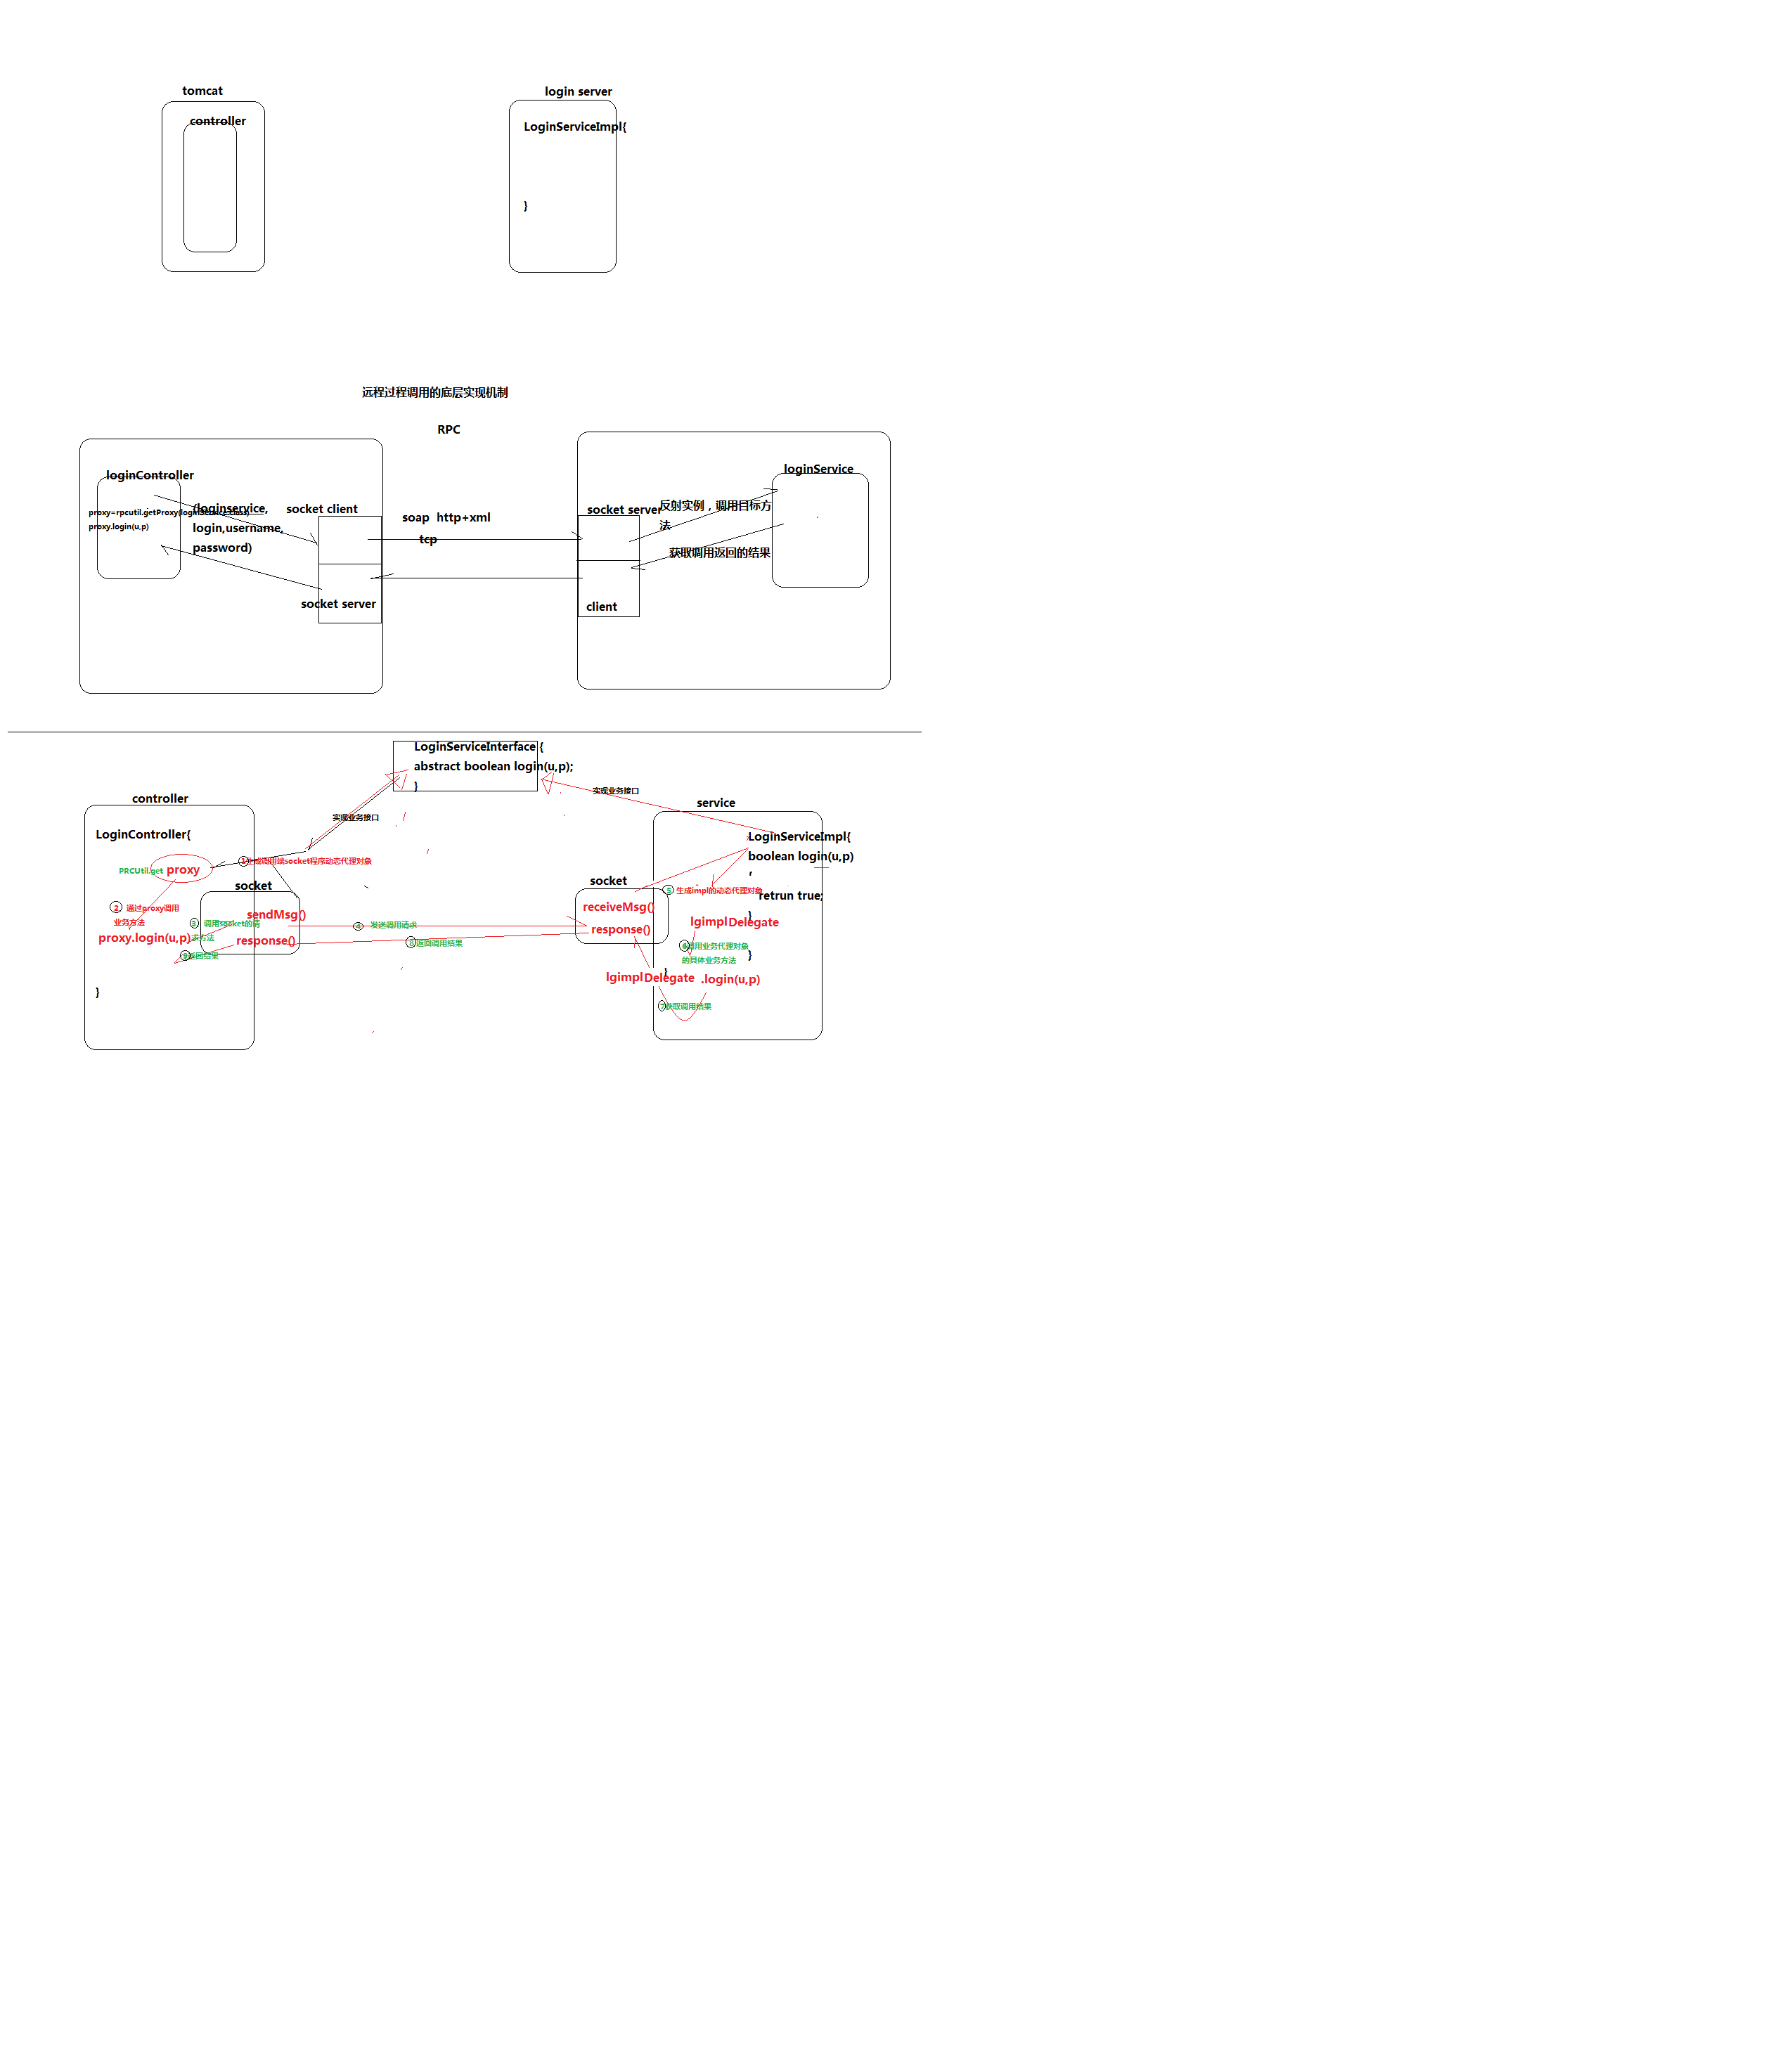 tomcat
login server
controller
LoginServiceImpl{
}
远程过程调用的底层实现机制
RPC
loginController
loginService
proxy=rpcutil.getProxy(loginService.class)
proxy.login(u,p)
(loginservice,
login,username,
password)
socket client
soap http+xml
tcp
socket server
反射实例，调用目标方
法
获取调用返回的结果
socket server
client
LoginServiceInterface {
abstract boolean login(u,p);
}
实现业务接口
实现业务接口
controller
service
LoginController{
LoginServiceImpl{
boolean login(u,p)
{
retrun true;
}
}
}
1生成调用端socket程序动态代理对象
PRCUtil.get proxy
socket
socket
2 通过proxy调用
业务方法
proxy.login(u,p)
3 调用socket的请
求方法
sendMsg()
response()
9返回结果
4 发送调用请求
8返回调用结果
receiveMsg()
response()
5 生成impl的动态代理对象
lgimplDelegate
6调用业务代理对象
的具体业务方法
lgimplDelegate .login(u,p)
7获取调用结果
}